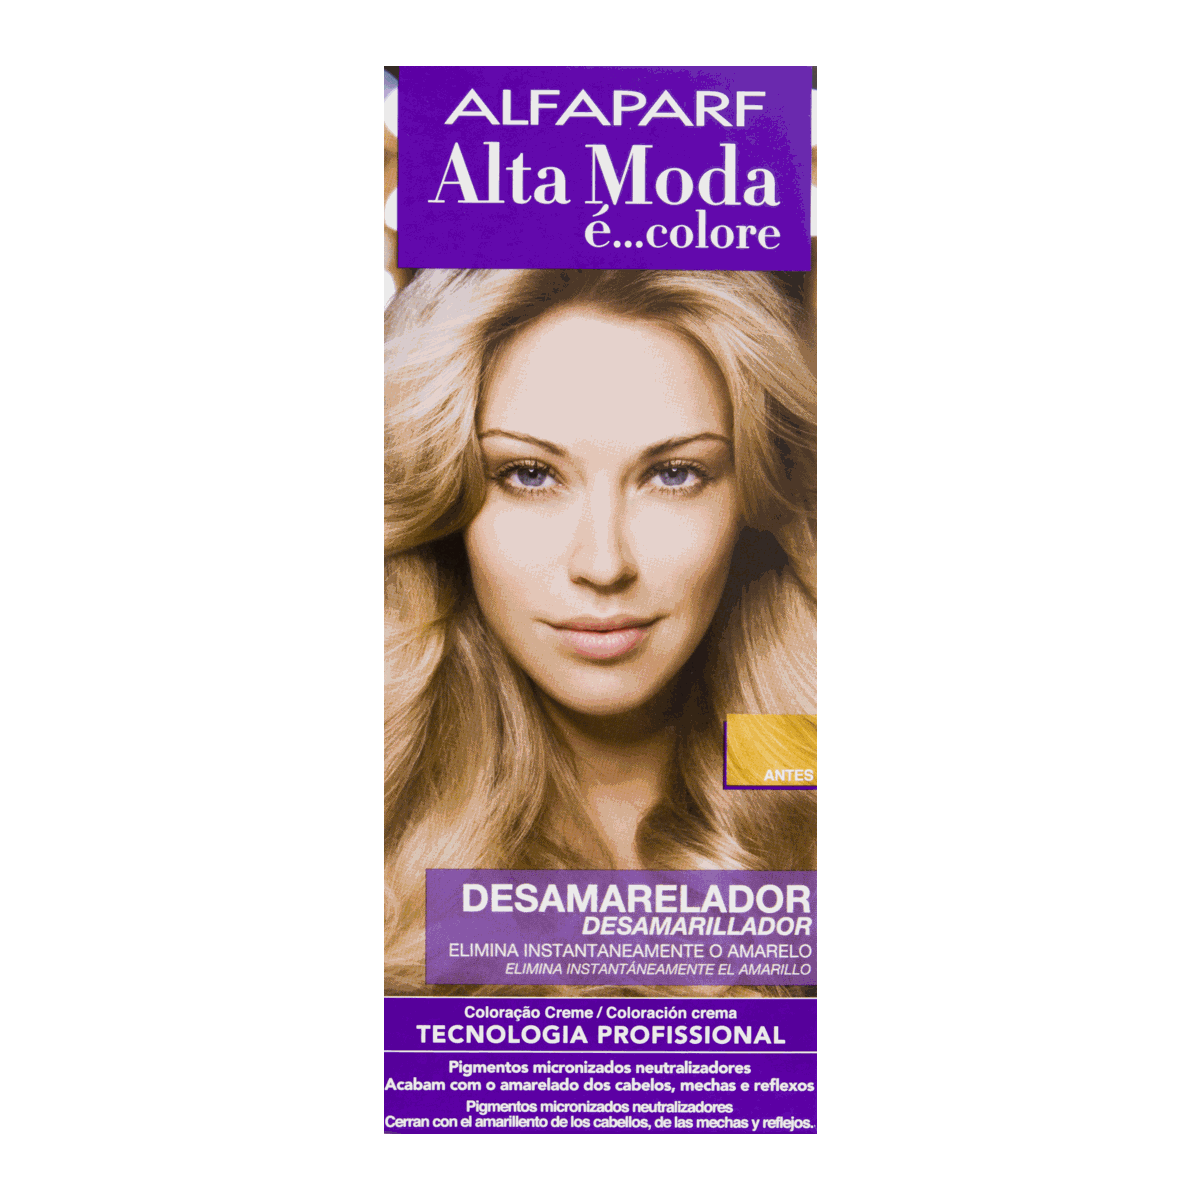 ALFAPARF
Alta Moda
é...colore
ANTES
DESAMARELADOR
DESAMARILLADOR
ELIMINA INSTANTANEAMENTE O AMARELO
ELIMINA INSTANTÁNEAMENTE EL AMARILLO
Coloração Creme / Coloración crema
TECNOLOGIA PROFISSIONAL
Pigmentos micronizados neutralizadores
Acabam com o amarelado dos cabelos, mechas e reflexos
Pigmentos micronizados neutralizadores
Cerran con el amarillento de los cabellos, de las mechas y reflejos.